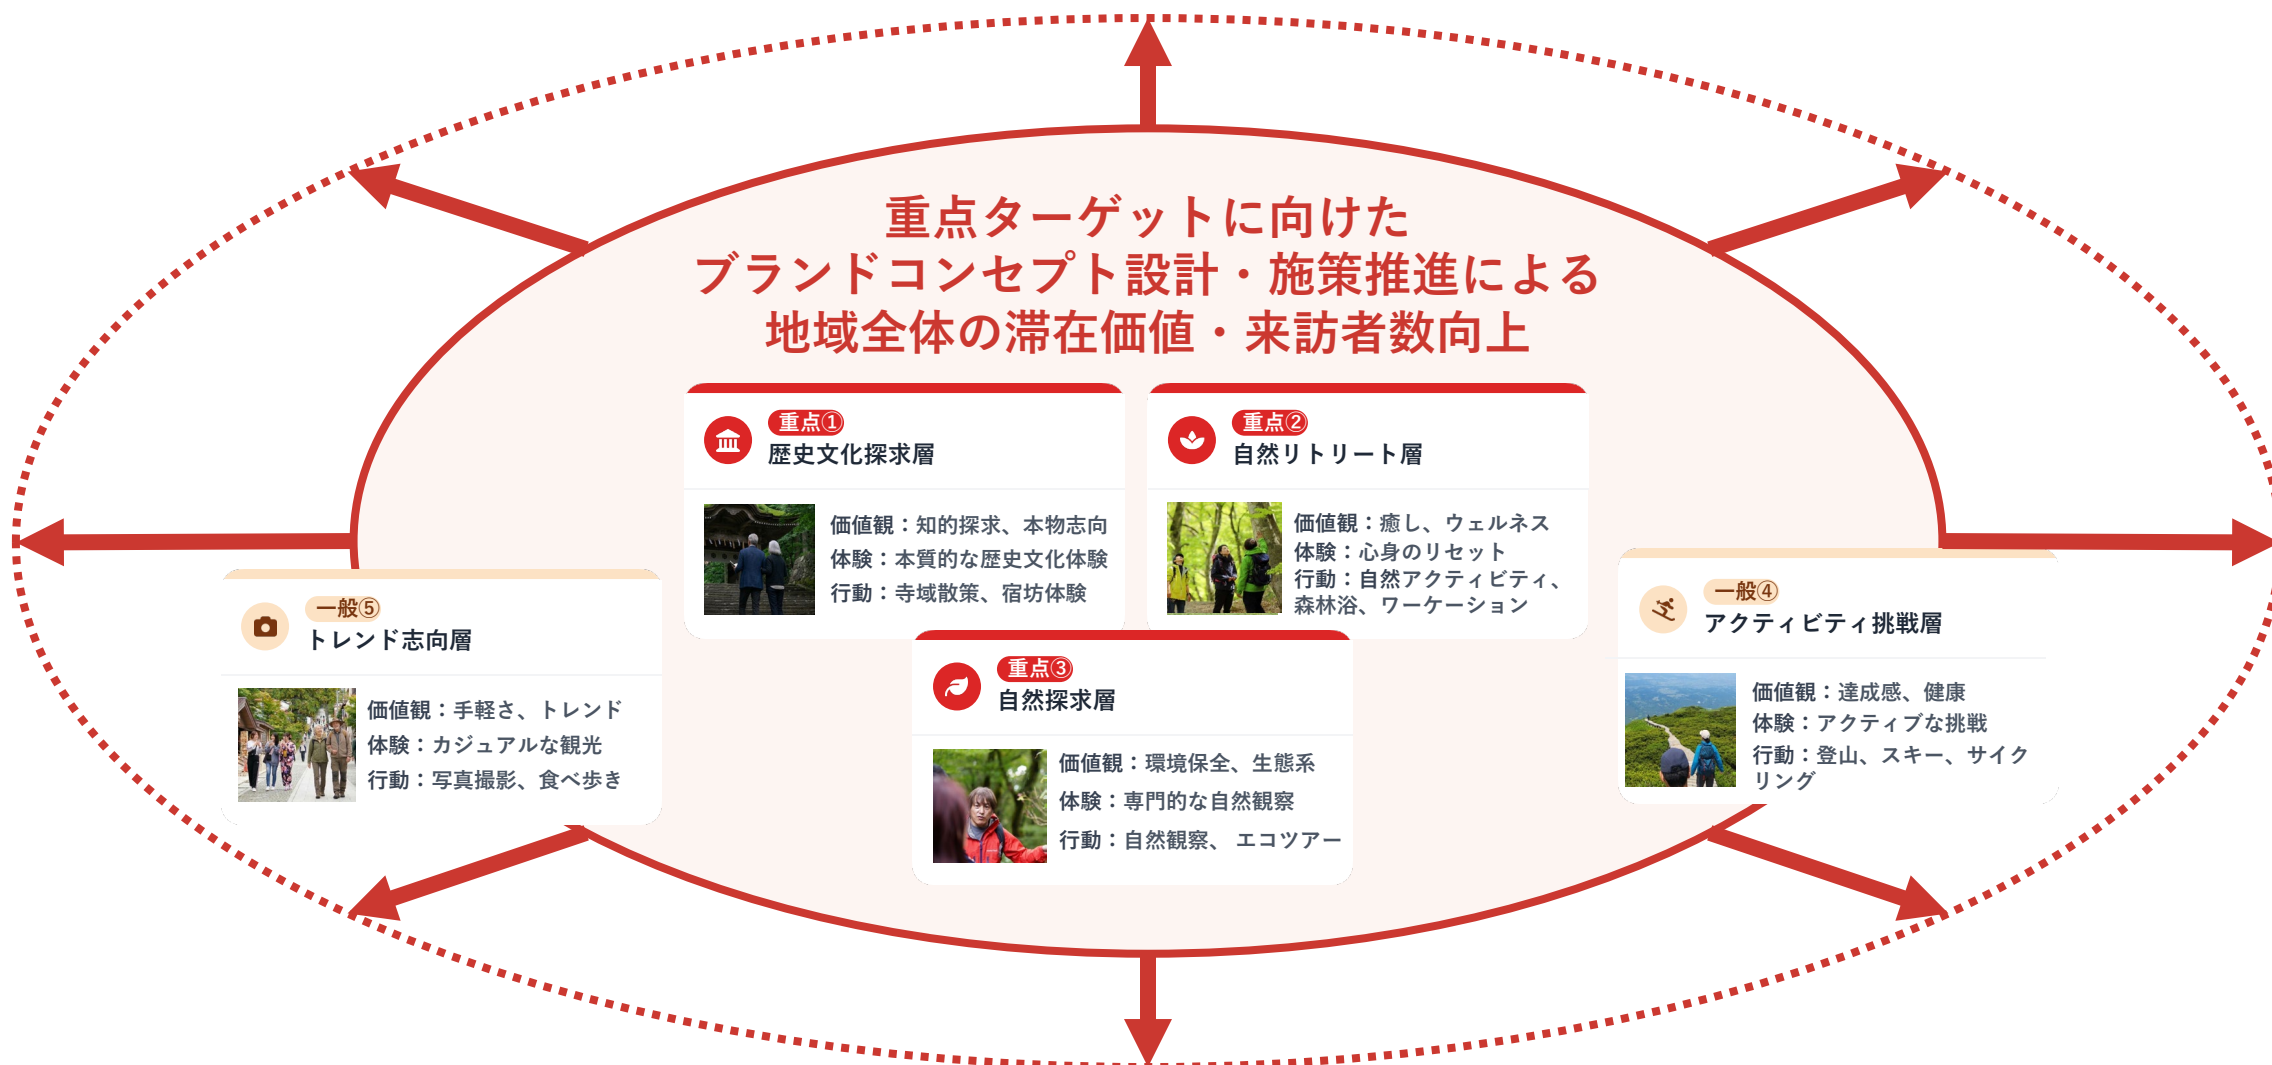 重点ターゲットに向けた
ブランドコンセプト設計・施策推進による
地域全体の滞在価値・来訪者数向上
重点①
歴史文化探求層
価値観：知的探求、本物志向
体験：本質的な歴史文化体験
行動：寺域散策、宿坊体験
重点②
自然リトリート層
価値観：癒し、ウェルネス
体験：心身のリセット
行動：自然アクティビティ、
森林浴、ワーケーション
重点③
自然探求層
価値観：環境保全、生態系
体験：専門的な自然観察
行動：自然観察、 エコツアー
一般④
アクティビティ挑戦層
価値観：達成感、健康
体験：アクティブな挑戦
行動：登山、スキー、サイク
リング
一般⑤
トレンド志向層
価値観：手軽さ、トレンド
体験：カジュアルな観光
行動：写真撮影、食べ歩き